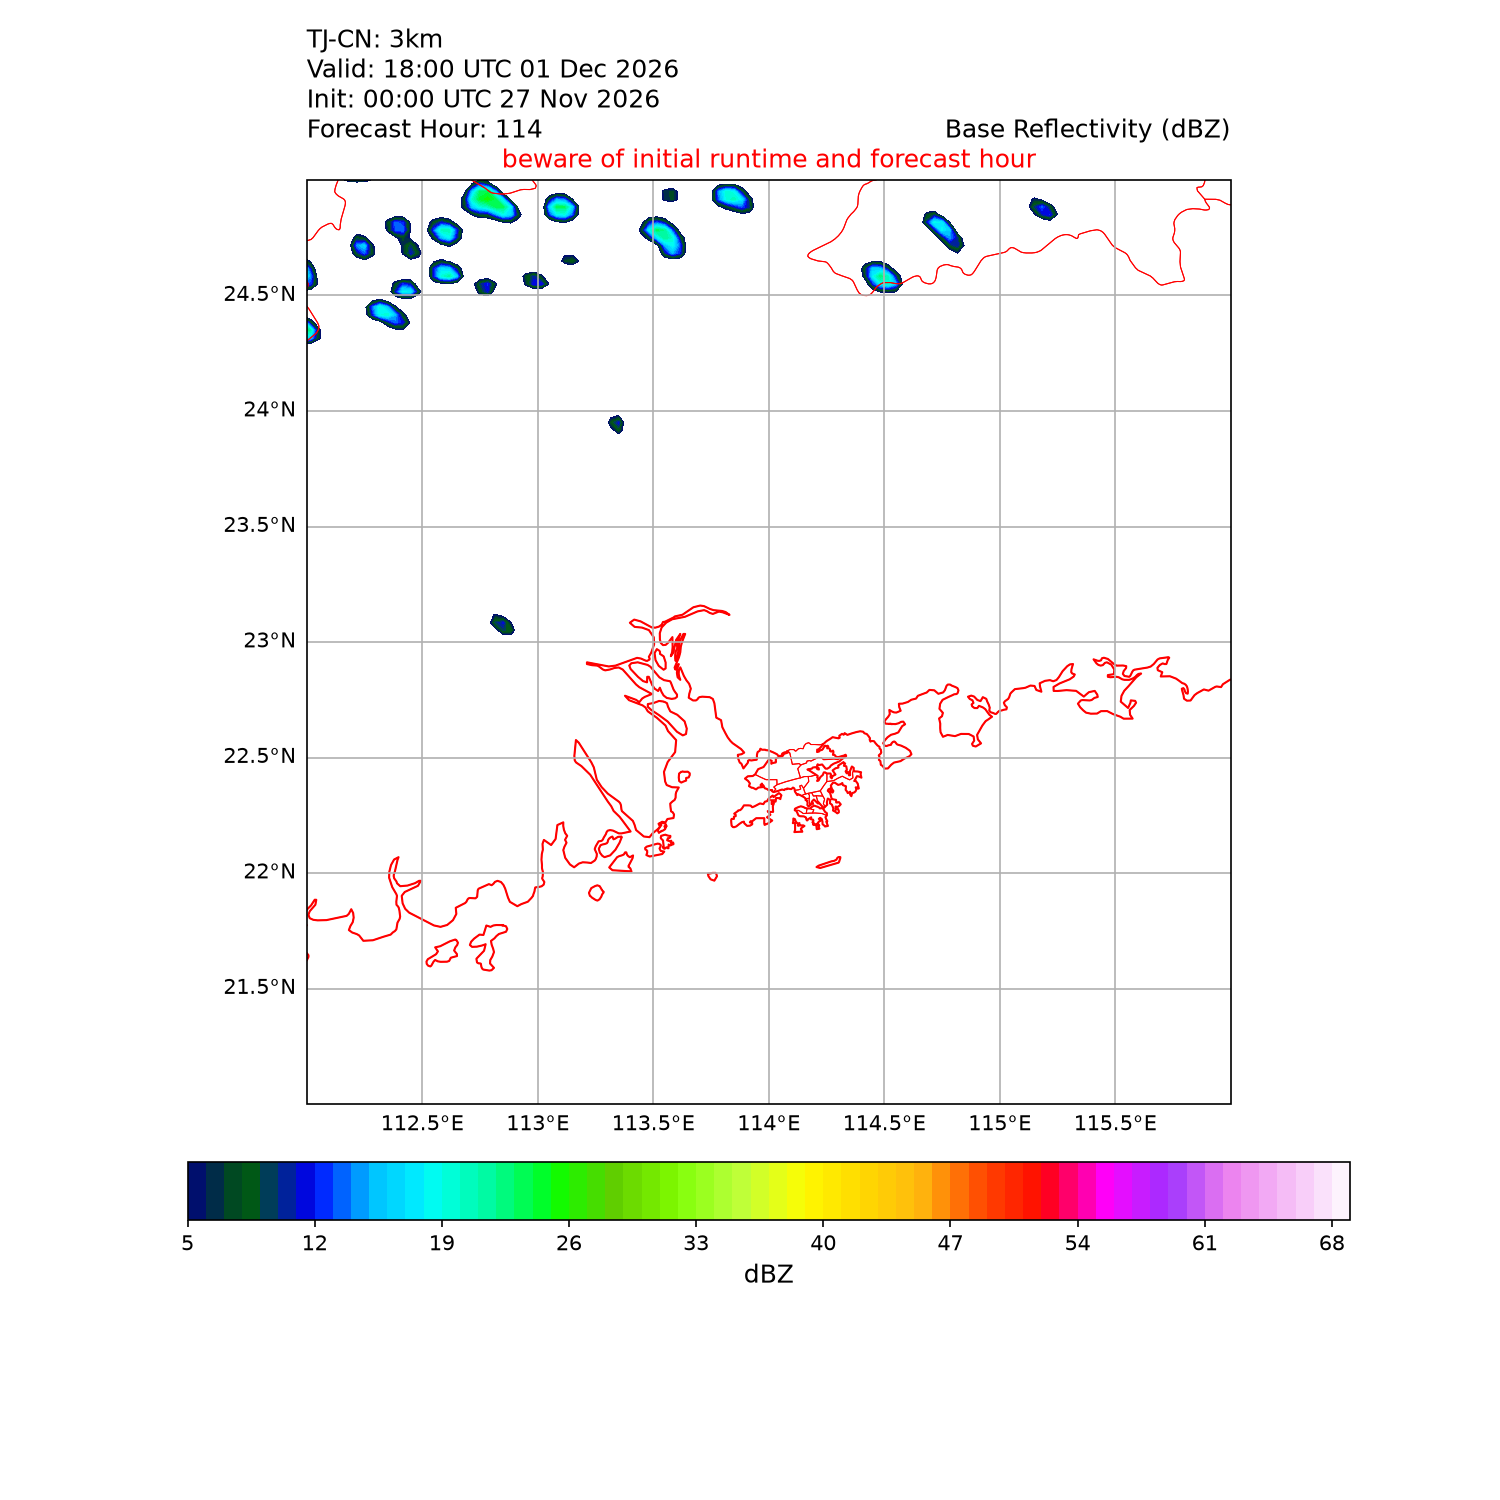 TJ-CN: 3km
Valid: 18:00 UTC 01 Dec 2026
Init: 00:00 UTC 27 Nov 2026
Forecast Hour: 114
Base Reflectivity (dBZ)
beware of initial runtime and forecast hour
24.5°N
24°N
23.5°N
23°N
22.5°N
22°N
21.5°N
112.5°E 113°E 113.5°E 114°E 114.5°E 115°E 115.5°E
5 12 19 26 33 40 47 54 61 68
dBZ